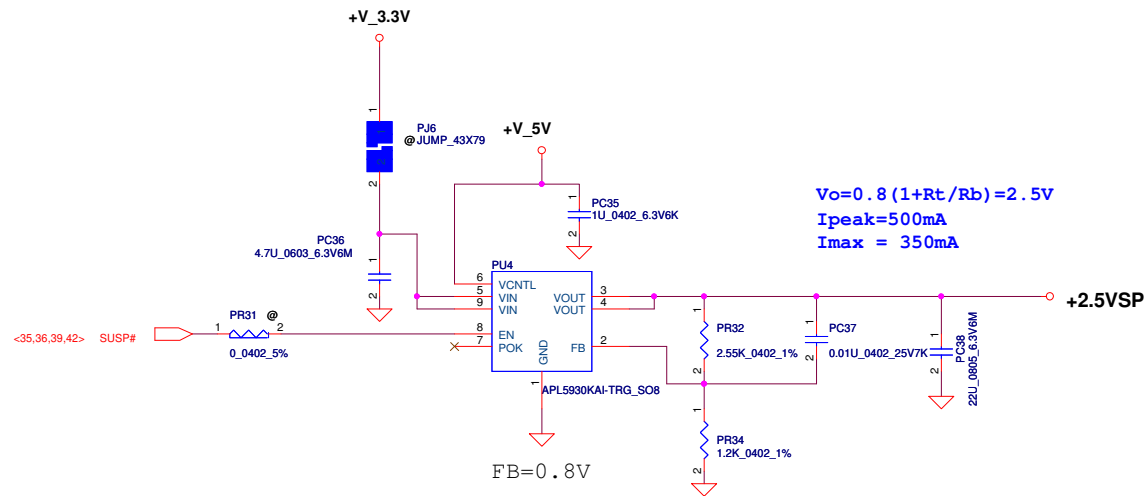 +V_3.3V
1
PJ6
@ JUMP_43X79
1
2
2
+V_5V
1
PC35
1U_0402_6.3V6K
2
Vo=0.8(1+Rt/Rb)=2.5V
Ipeak=500mA
Imax = 350mA
PC36
4.7U_0603_6.3V6M
1
2
PU4
6 VCNTL
5 VIN
9 VIN
VOUT 3
VOUT 4
+2.5VSP
<35,36,39,42> SUSP#
1 PR31 @ 2
0_0402_5%
8 EN
7 POK
GND
FB 2
1
APL5930KAI-TRG_SO8
1
PR32
2.55K_0402_1%
2
1
PC37
0.01U_0402_25V7K
2
1
PC38
22U_0805_6.3V6M
2
1
PR34
1.2K_0402_1%
2
FB=0.8V